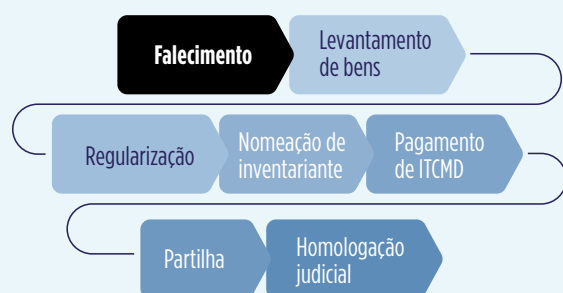 Falecimento
Levantamento
de bens
Regularização
Nomeação de
inventariante
Pagamento
de ITCMD
Partilha
Homologação
judicial